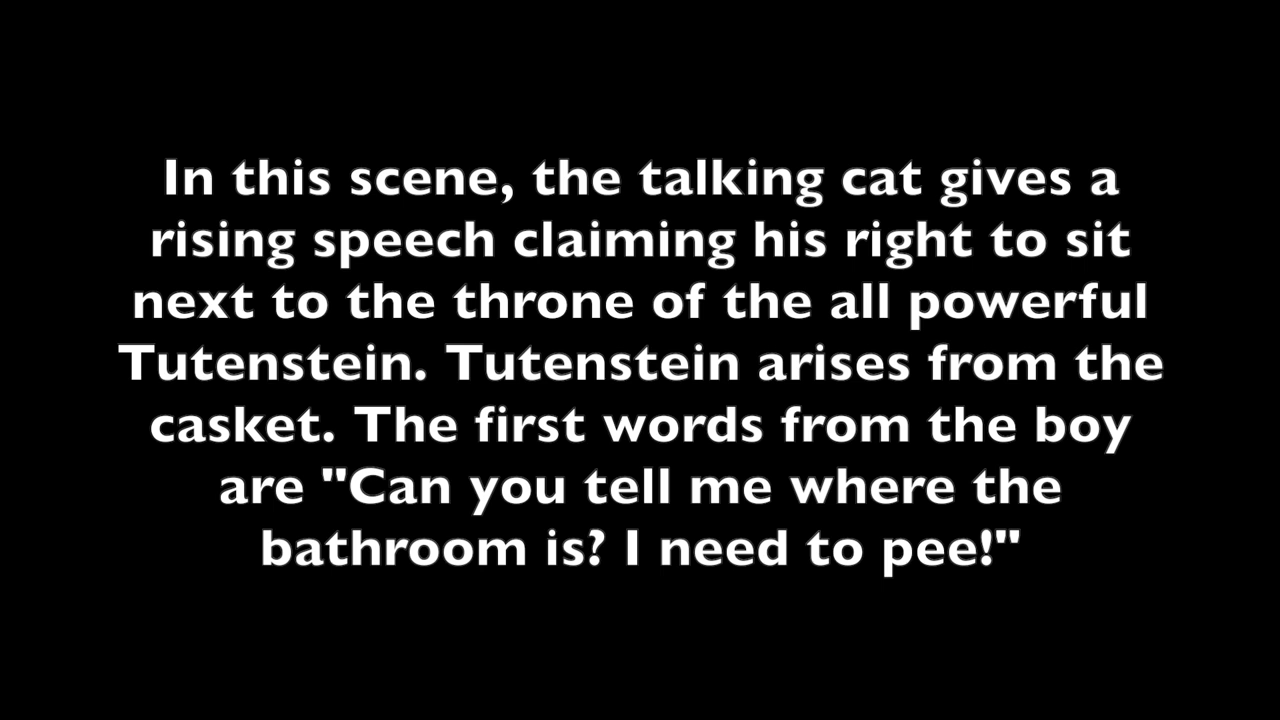 In this scene, the talking cat gives a
rising speech claiming his right to sit
next to the throne of the all powerful
Tutenstein. Tutenstein arises from the
casket. The first words from the boy
are "Can you tell me where the
bathroom is? I need to pee!"